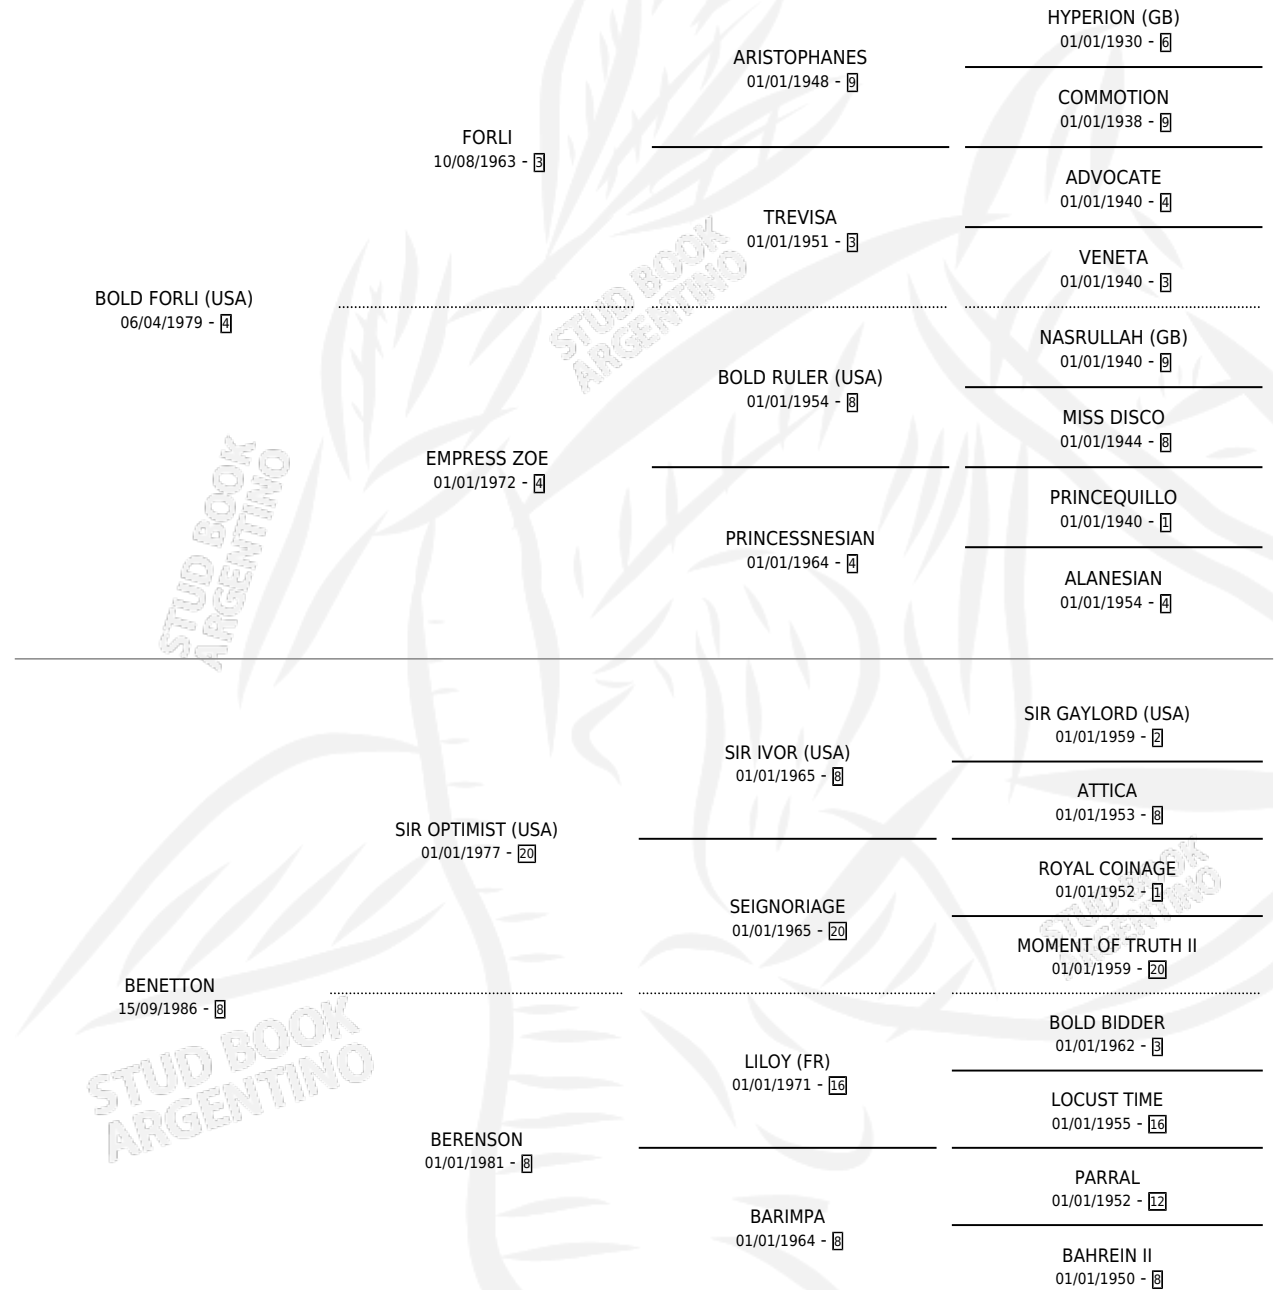 HYPERION (GB)
01/01/1930 - 6
ARISTOPHANES
01/01/1948 - 9
COMMOTION
01/01/1938 - 9
FORLI
10/08/1963 - 3
ADVOCATE
01/01/1940 - 4
TREVISA
01/01/1951 - 3
VENETA
01/01/1940 - 3
BOLD FORLI (USA)
06/04/1979 - 4
NASRULLAH (GB)
01/01/1940 - 9
BOLD RULER (USA)
01/01/1954 - 8
MISS DISCO
01/01/1944 - 8
EMPRESS ZOE
01/01/1972 - 4
PRINCEQUILLO
01/01/1940 - 1
PRINCESSNESIAN
01/01/1964 - 4
ALANESIAN
01/01/1954 - 4
STUD BOOK
ARGENTINO
STUD BOOK
ARGENTINO
SIR GAYLORD (USA)
01/01/1959 - 2
SIR IVOR (USA)
01/01/1965 - 8
ATTICA
01/01/1953 - 8
SIR OPTIMIST (USA)
01/01/1977 - 20
ROYAL COINAGE
01/01/1952 - 1
SEIGNORIAGE
01/01/1965 - 20
MOMENT OF TRUTH II
01/01/1959 - 20
BENETTON
15/09/1986 - 8
BOLD BIDDER
01/01/1962 - 3
LILOY (FR)
01/01/1971 - 16
LOCUST TIME
01/01/1955 - 16
BERENSON
01/01/1981 - 8
PARRAL
01/01/1952 - 12
BARIMPA
01/01/1964 - 8
BAHREIN II
01/01/1950 - 8
STUD BOOK
ARGENTINO
STUD BOOK
ARGENTINO